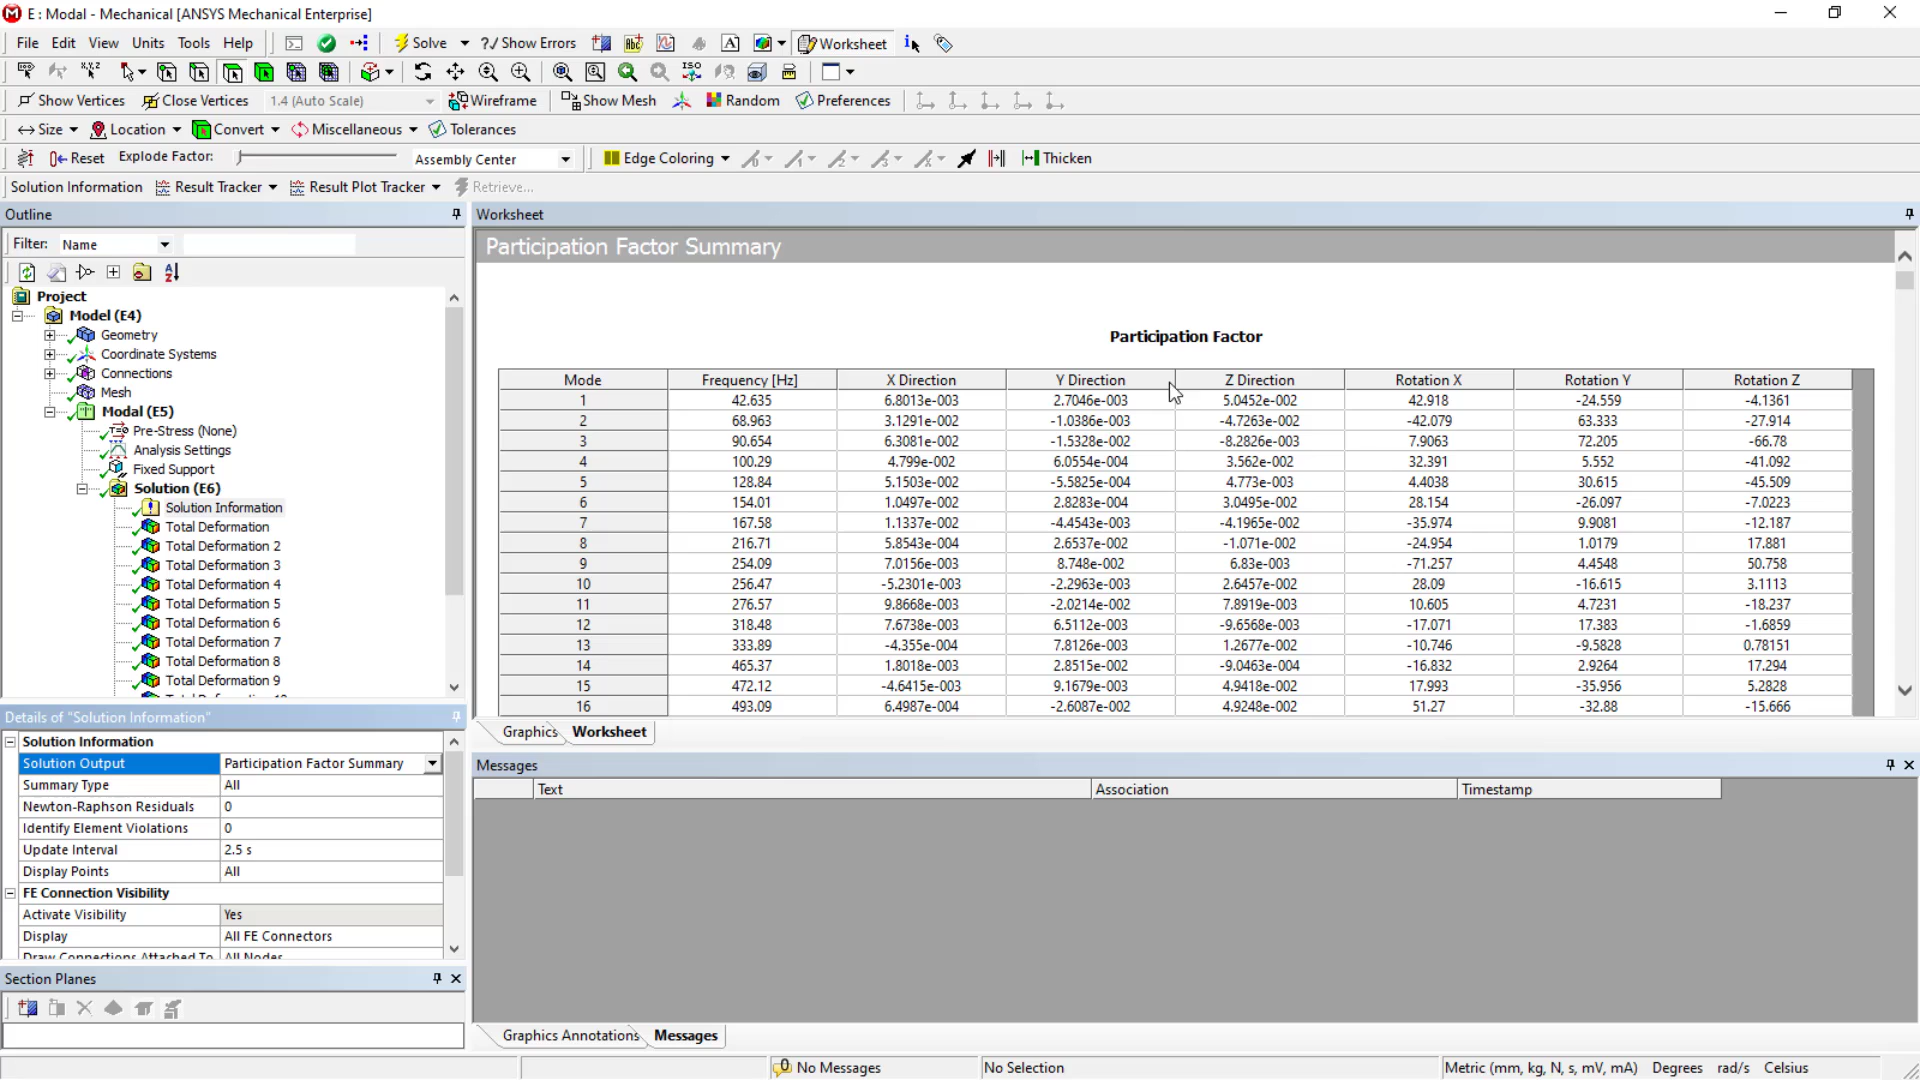 E : Modal - Mechanical [ANSYS Mechanical Enterprise]
File Edit View Units Tools Help Solve ?/ Show Errors Worksheet
Show Vertices Close Vertices 1.4 (Auto Scale) Wireframe Show Mesh Random Preferences
Size Location Convert Miscellaneous Tolerances
Reset Explode Factor: Assembly Center Edge Coloring Thicken
Solution Information Result Tracker Result Plot Tracker Retrieve...
Outline
Filter: Name
Project
Model (E4)
Geometry
Coordinate Systems
Connections
Mesh
Modal (E5)
Pre-Stress (None)
Analysis Settings
Fixed Support
Solution (E6)
Solution Information
Total Deformation
Total Deformation 2
Total Deformation 3
Total Deformation 4
Total Deformation 5
Total Deformation 6
Total Deformation 7
Total Deformation 8
Total Deformation 9
Details of "Solution Information"
Solution Information
Solution Output Participation Factor Summary
Summary Type All
Newton-Raphson Residuals 0
Identify Element Violations 0
Update Interval 2.5 s
Display Points All
FE Connection Visibility
Activate Visibility Yes
Display All FE Connectors
Draw Connections Attached To All Nodes
Section Planes
Worksheet
Participation Factor Summary
Participation Factor
Mode Frequency [Hz] X Direction Y Direction Z Direction Rotation X Rotation Y Rotation Z
1 42.635 6.8013e-003 2.7046e-003 5.0452e-002 42.918 -24.559 -4.1361
2 68.963 3.1291e-002 -1.0386e-003 -4.7263e-002 -42.079 63.333 -27.914
3 90.654 6.3081e-002 -1.5328e-002 -8.2826e-003 7.9063 72.205 -66.78
4 100.29 4.799e-002 6.0554e-004 3.562e-002 32.391 5.552 -41.092
5 128.84 5.1503e-002 -5.5825e-004 4.773e-003 4.4038 30.615 -45.509
6 154.01 1.0497e-002 2.8283e-004 3.0495e-002 28.154 -26.097 -7.0223
7 167.58 1.1337e-002 -4.4543e-003 -4.1965e-002 -35.974 9.9081 -12.187
8 216.71 5.8543e-004 2.6537e-002 -1.071e-002 -24.954 1.0179 17.881
9 254.09 7.0156e-003 8.748e-002 6.83e-003 -71.257 4.4548 50.758
10 256.47 -5.2301e-003 -2.2963e-003 2.6457e-002 28.09 -16.615 3.1113
11 276.57 9.8668e-003 -2.0214e-002 7.8919e-003 10.605 4.7231 -18.237
12 318.48 7.6738e-003 6.5112e-003 -9.6568e-003 -17.071 17.383 -1.6859
13 333.89 -4.355e-004 7.8126e-003 1.2677e-002 -10.746 -9.5828 0.78151
14 465.37 1.8018e-003 2.8515e-002 -9.0463e-004 -16.832 2.9264 17.294
15 472.12 -4.6415e-003 9.1679e-003 4.9418e-002 17.993 -35.956 5.2828
16 493.09 6.4987e-004 -2.6087e-002 4.9248e-002 51.27 -32.88 -15.666
Graphics Worksheet
Messages
Text Association Timestamp
Graphics Annotations Messages
No Messages No Selection Metric (mm, kg, N, s, mV, mA) Degrees rad/s Celsius